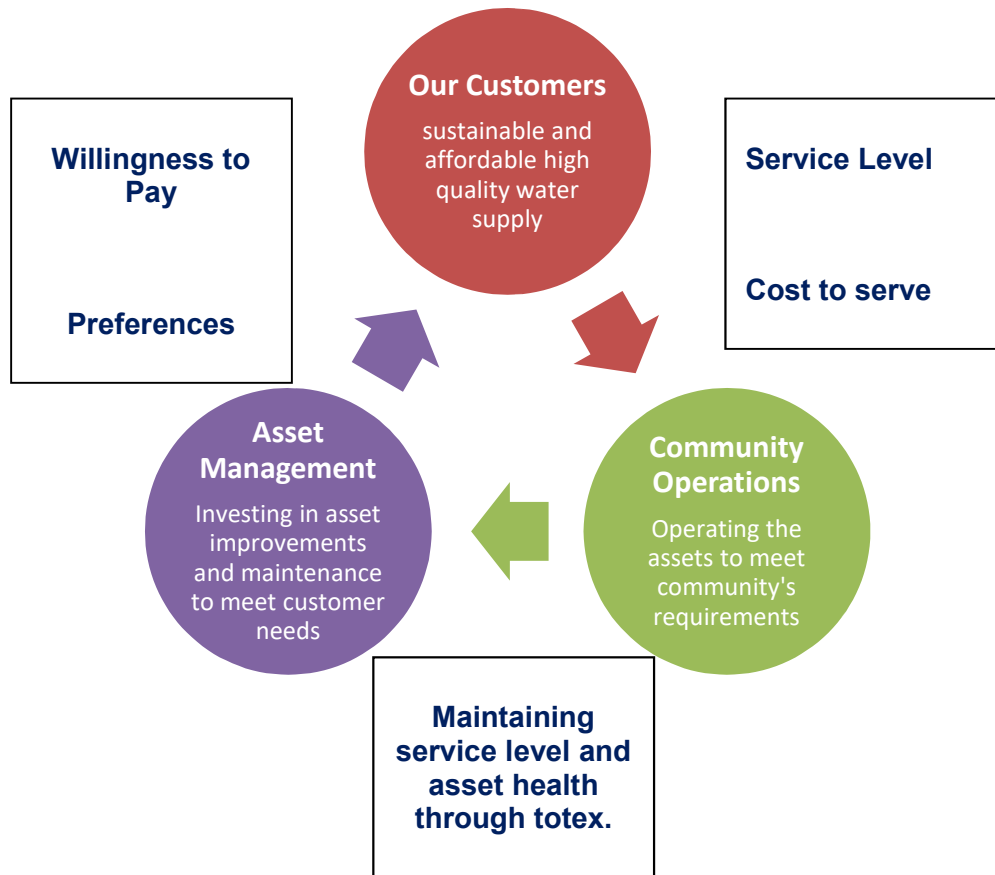 Our Customers
sustainable and
affordable high
quality water
supply
Willingness to
Pay
Preferences
Service Level
Cost to serve
Asset
Management
Investing in asset
improvements
and maintenance
to meet customer
needs
Community
Operations
Operating the
assets to meet
community's
requirements
Maintaining
service level and
asset health
through totex.